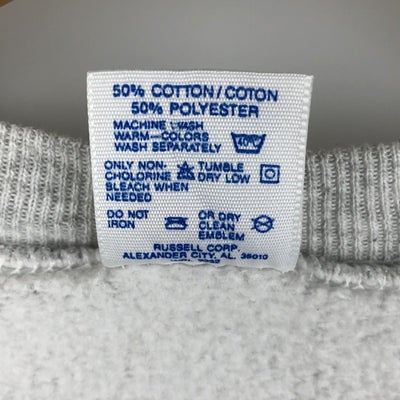 50% COTTON/COTON
50% POLYESTER
MACHINE WASH
WARM-COLORS
WASH SEPARATELY 40°
ONLY NON- TUMBLE
CHOLORINE DRY LOW
BLEACH WHEN
NEEDED
DO NOT OR DRY
IRON CLEAN
EMBLEM
RUSSELL CORP.
ALEXANDER CITY, AL. 35010